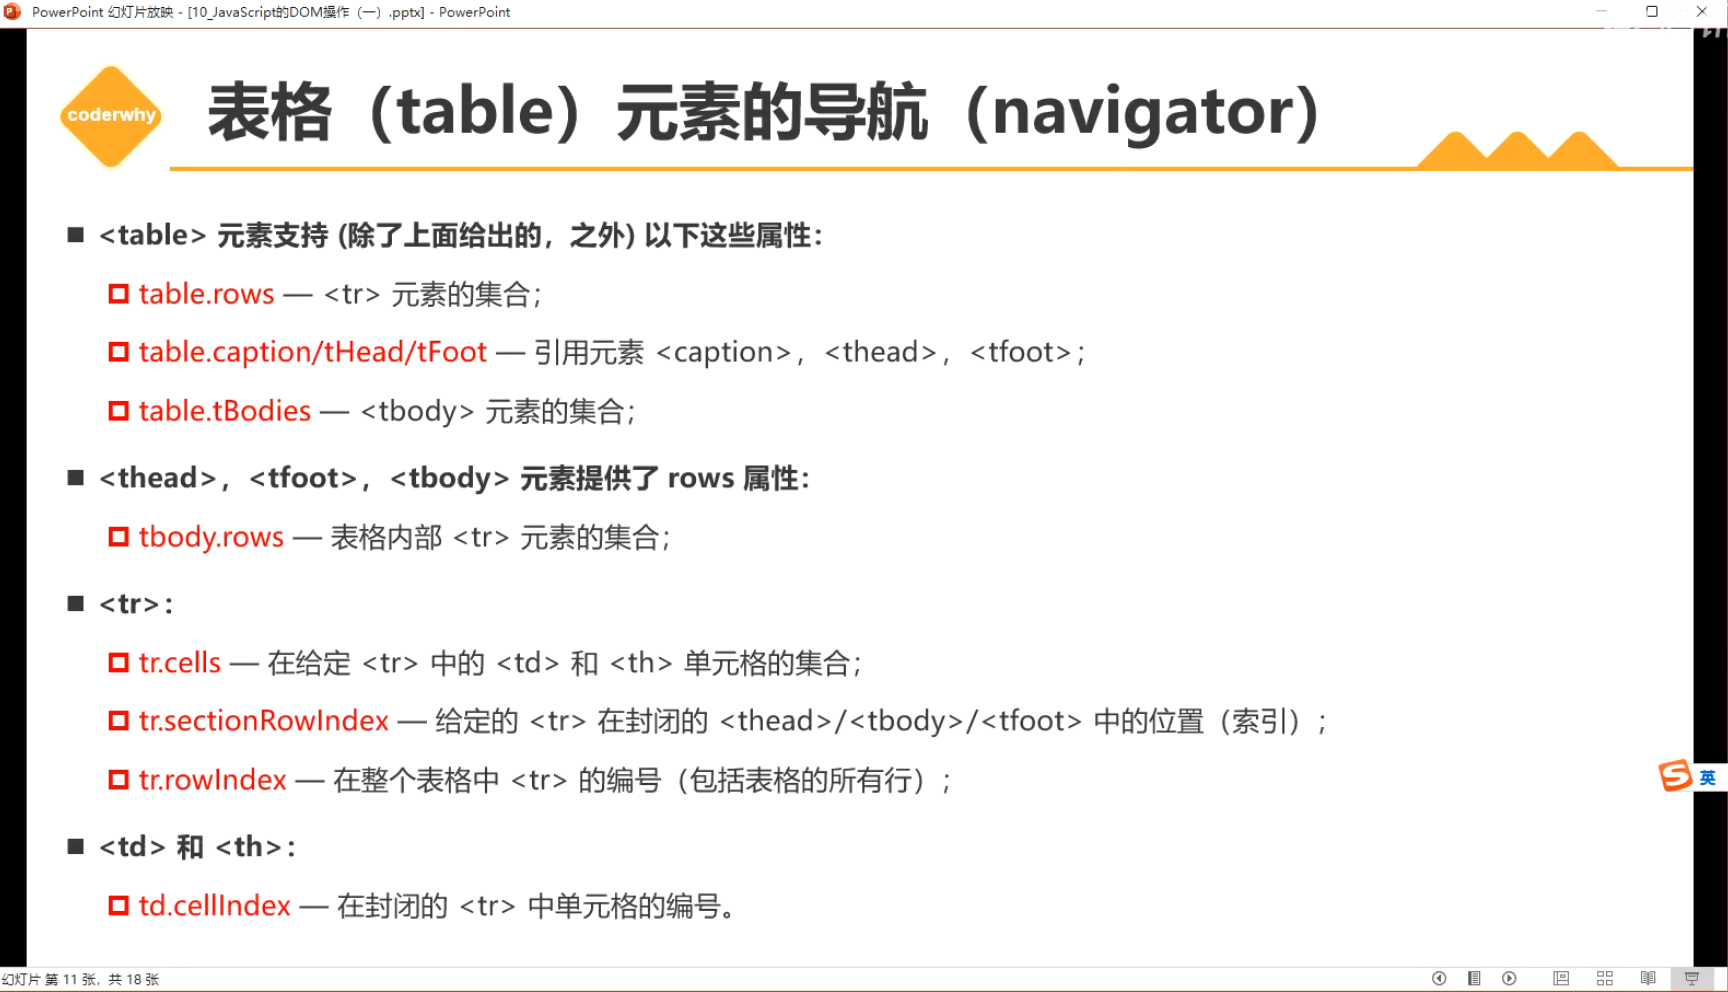 PowerPoint 幻灯片放映 - [10_JavaScript的DOM操作（一）.pptx] - PowerPoint
coderwhy
表格（table）元素的导航（navigator）
<table> 元素支持 (除了上面给出的，之外) 以下这些属性：
table.rows — <tr> 元素的集合；
table.caption/tHead/tFoot — 引用元素 <caption>，<thead>，<tfoot>；
table.tBodies — <tbody> 元素的集合；
<thead>，<tfoot>，<tbody> 元素提供了 rows 属性：
tbody.rows — 表格内部 <tr> 元素的集合；
<tr>：
tr.cells — 在给定 <tr> 中的 <td> 和 <th> 单元格的集合；
tr.sectionRowIndex — 给定的 <tr> 在封闭的 <thead>/<tbody>/<tfoot> 中的位置（索引）；
tr.rowIndex — 在整个表格中 <tr> 的编号（包括表格的所有行）；
英
<td> 和 <th>：
td.cellIndex — 在封闭的 <tr> 中单元格的编号。
幻灯片 第 11 张，共 18 张